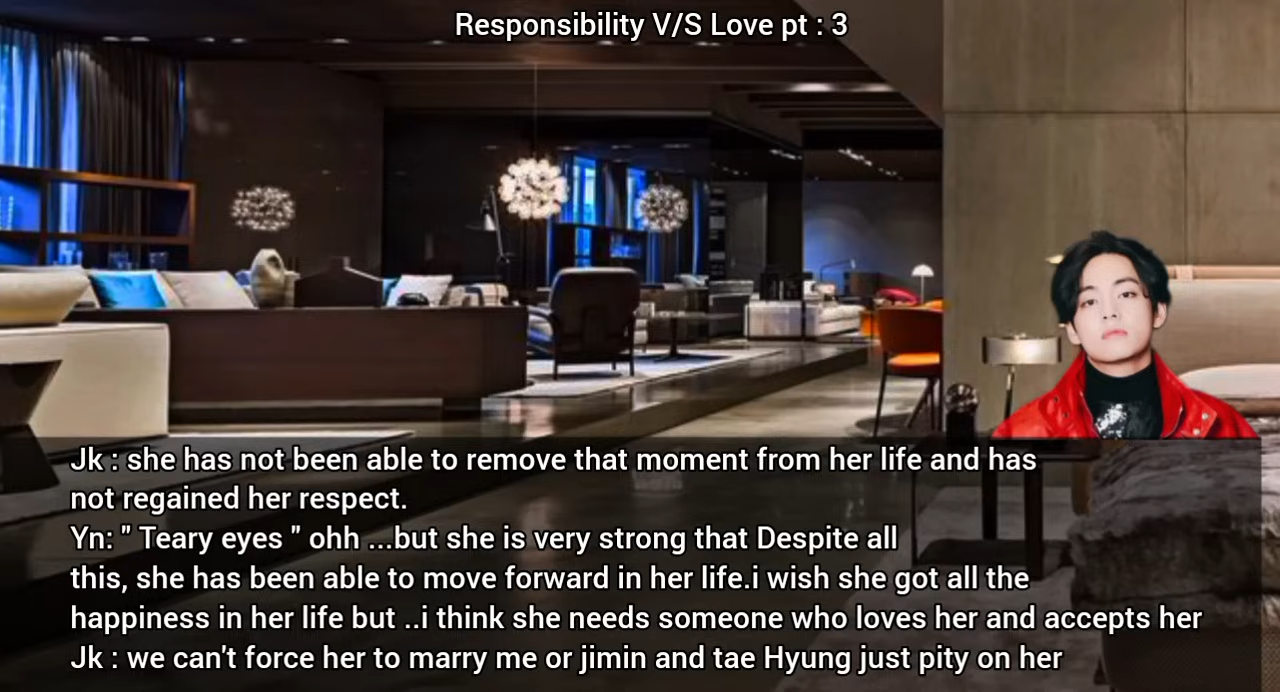 Responsibility V/S Love pt : 3
Jk : she has not been able to remove that moment from her life and has
not regained her respect.
Yn: " Teary eyes " ohh ...but she is very strong that Despite all
this, she has been able to move forward in her life.i wish she got all the
happiness in her life but ..i think she needs someone who loves her and accepts her
Jk : we can't force her to marry me or jimin and tae Hyung just pity on her